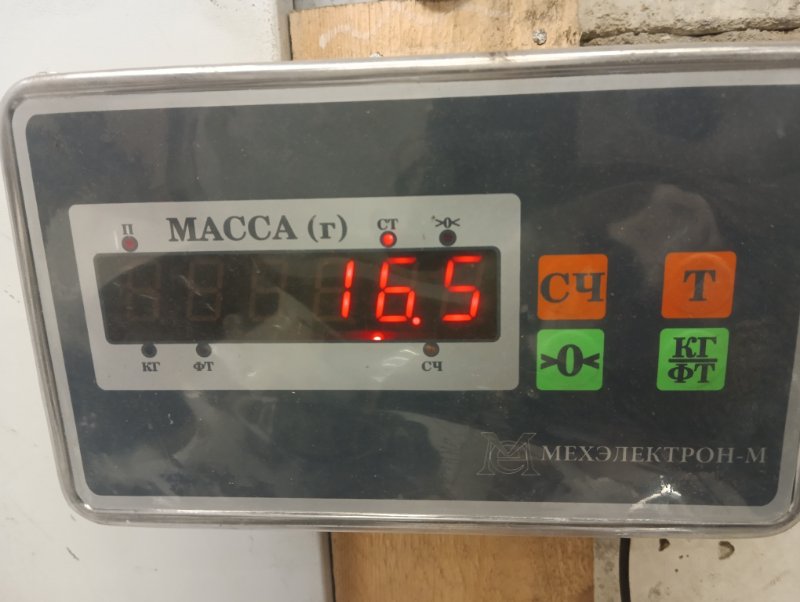 П МАССА (г) СТ >0<
16.5
КГ ФТ СЧ
СЧ Т
>0< КГ/ФТ
МЕХЭЛЕКТРОН-М